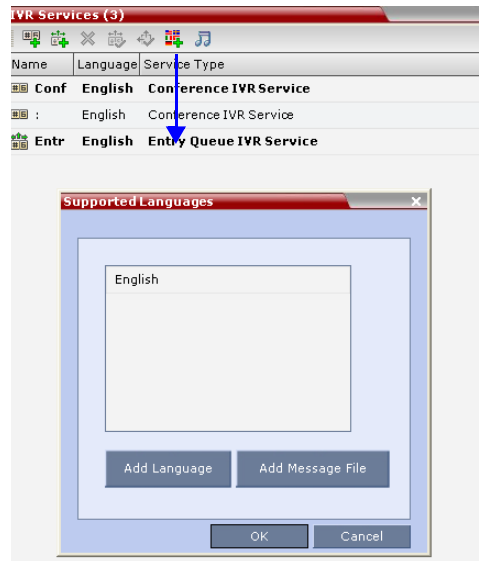 IVR Services (3)
Name Language Service Type
Conf English Conference IVR Service
: English Conference IVR Service
Entr English Entry Queue IVR Service
Supported Languages
English
Add Language Add Message File
OK Cancel